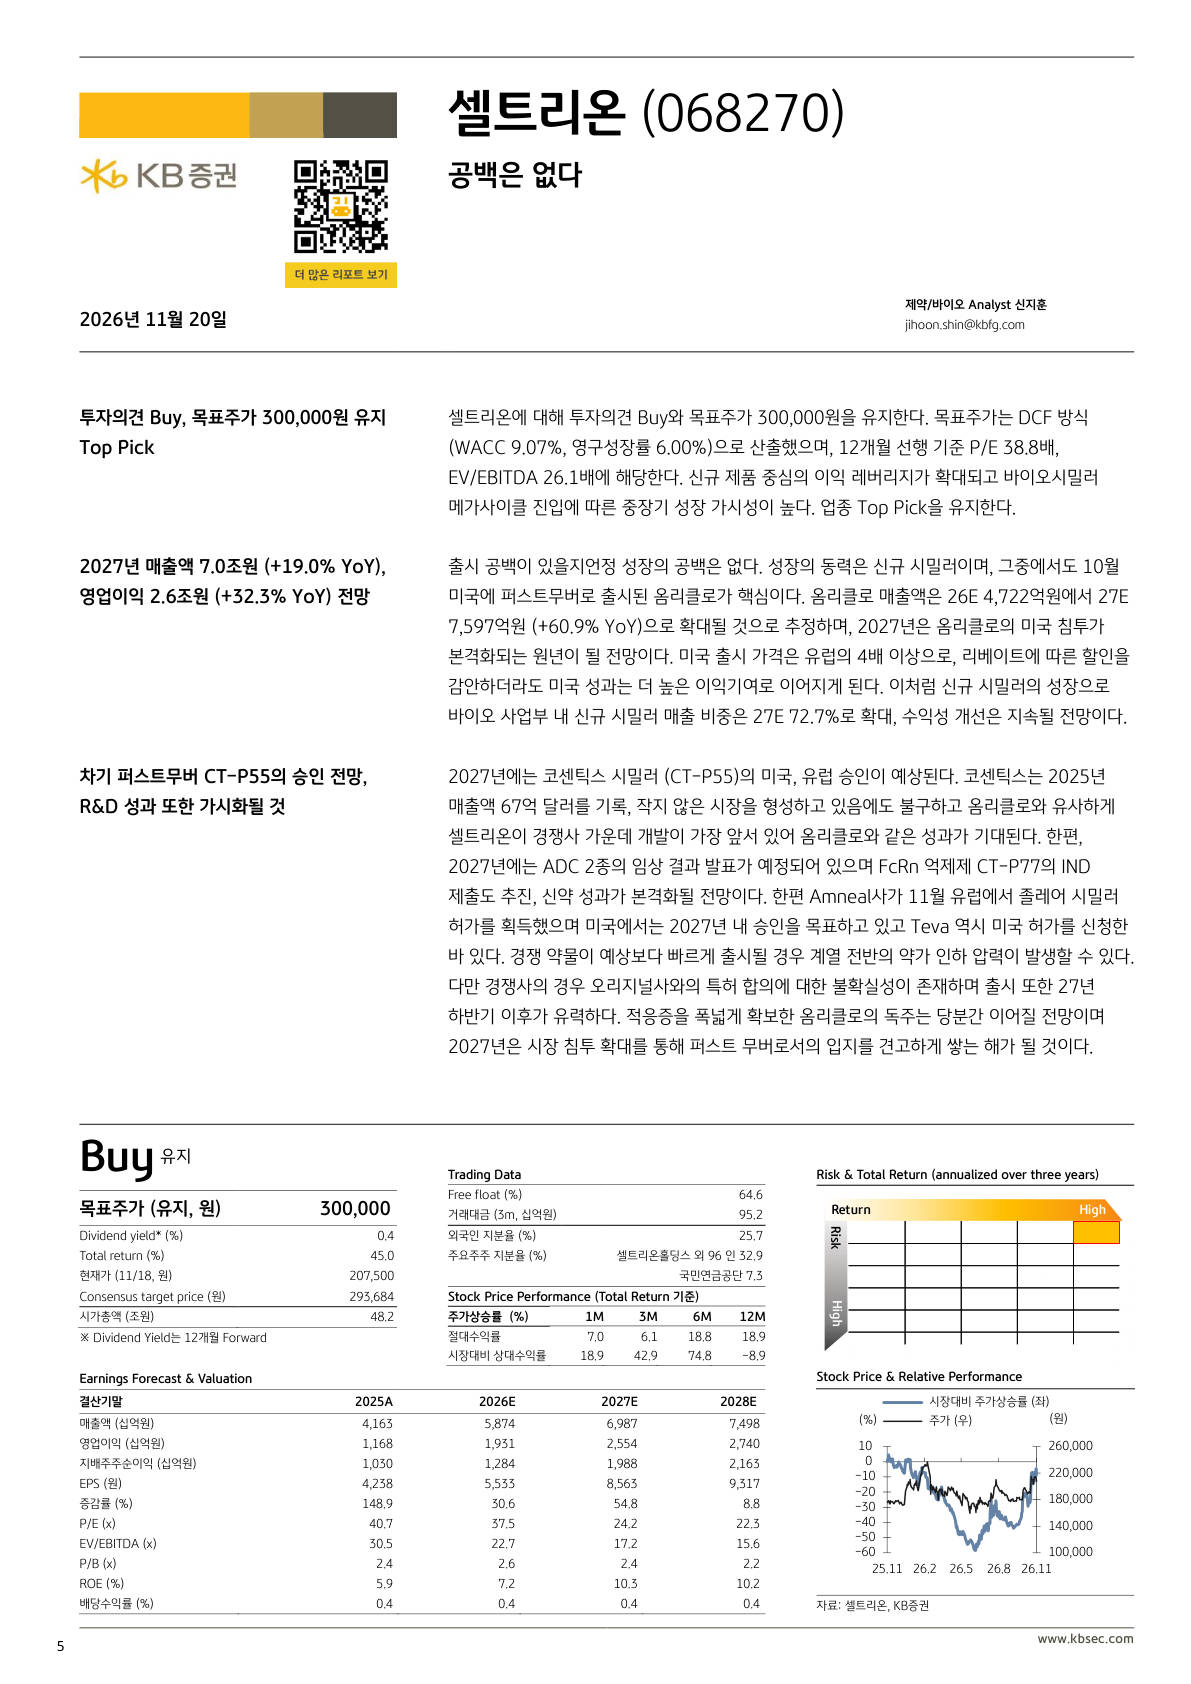 셀트리온 (068270)
공백은 없다
KB 증권
더 많은 리포트 보기
2026년 11월 20일
제약/바이오 Analyst 신지훈
jihoon.shin@kbfg.com
투자의견 Buy, 목표주가 300,000원 유지
Top Pick
셀트리온에 대해 투자의견 Buy와 목표주가 300,000원을 유지한다. 목표주가는 DCF 방식
(WACC 9.07%, 영구성장률 6.00%)으로 산출했으며, 12개월 선행 기준 P/E 38.8배,
EV/EBITDA 26.1배에 해당한다. 신규 제품 중심의 이익 레버리지가 확대되고 바이오시밀러
메가사이클 진입에 따른 중장기 성장 가시성이 높다. 업종 Top Pick을 유지한다.
2027년 매출액 7.0조원 (+19.0% YoY),
영업이익 2.6조원 (+32.3% YoY) 전망
출시 공백이 있을지언정 성장의 공백은 없다. 성장의 동력은 신규 시밀러이며, 그중에서도 10월
미국에 퍼스트무버로 출시된 옴리클로가 핵심이다. 옴리클로 매출액은 26E 4,722억원에서 27E
7,597억원 (+60.9% YoY)으로 확대될 것으로 추정하며, 2027년은 옴리클로의 미국 침투가
본격화되는 원년이 될 전망이다. 미국 출시 가격은 유럽의 4배 이상으로, 리베이트에 따른 할인을
감안하더라도 미국 성과는 더 높은 이익기여로 이어지게 된다. 이처럼 신규 시밀러의 성장으로
바이오 사업부 내 신규 시밀러 매출 비중은 27E 72.7%로 확대, 수익성 개선은 지속될 전망이다.
차기 퍼스트무버 CT-P55의 승인 전망,
R&D 성과 또한 가시화될 것
2027년에는 코센틱스 시밀러 (CT-P55)의 미국, 유럽 승인이 예상된다. 코센틱스는 2025년
매출액 67억 달러를 기록, 작지 않은 시장을 형성하고 있음에도 불구하고 옴리클로와 유사하게
셀트리온이 경쟁사 가운데 개발이 가장 앞서 있어 옴리클로와 같은 성과가 기대된다. 한편,
2027년에는 ADC 2종의 임상 결과 발표가 예정되어 있으며 FcRn 억제제 CT-P77의 IND
제출도 추진, 신약 성과가 본격화될 전망이다. 한편 Amneal사가 11월 유럽에서 졸레어 시밀러
허가를 획득했으며 미국에서는 2027년 내 승인을 목표하고 있고 Teva 역시 미국 허가를 신청한
바 있다. 경쟁 약물이 예상보다 빠르게 출시될 경우 계열 전반의 약가 인하 압력이 발생할 수 있다.
다만 경쟁사의 경우 오리지널사와의 특허 합의에 대한 불확실성이 존재하며 출시 또한 27년
하반기 이후가 유력하다. 적응증을 폭넓게 확보한 옴리클로의 독주는 당분간 이어질 전망이며
2027년은 시장 침투 확대를 통해 퍼스트 무버로서의 입지를 견고하게 쌓는 해가 될 것이다.
Buy 유지
목표주가 (유지, 원) 300,000
Dividend yield* (%) 0.4
Total return (%) 45.0
현재가 (11/18, 원) 207,500
Consensus target price (원) 293,684
시가총액 (조원) 48.2
※ Dividend Yield는 12개월 Forward
Trading Data
Free float (%) 64.6
거래대금 (3m, 십억원) 95.2
외국인 지분율 (%) 25.7
주요주주 지분율 (%) 셀트리온홀딩스 외 96 인 32.9
국민연금공단 7.3
Stock Price Performance (Total Return 기준)
주가상승률 (%) 1M 3M 6M 12M
절대수익률 7.0 6.1 18.8 18.9
시장대비 상대수익률 18.9 42.9 74.8 -8.9
Risk & Total Return (annualized over three years)
Return High
Risk
High
Earnings Forecast & Valuation
결산기말 2025A 2026E 2027E 2028E
매출액 (십억원) 4,163 5,874 6,987 7,498
영업이익 (십억원) 1,168 1,931 2,554 2,740
지배주주순이익 (십억원) 1,030 1,284 1,988 2,163
EPS (원) 4,238 5,533 8,563 9,317
증감률 (%) 148.9 30.6 54.8 8.8
P/E (x) 40.7 37.5 24.2 22.3
EV/EBITDA (x) 30.5 22.7 17.2 15.6
P/B (x) 2.4 2.6 2.4 2.2
ROE (%) 5.9 7.2 10.3 10.2
배당수익률 (%) 0.4 0.4 0.4 0.4
Stock Price & Relative Performance
시장대비 주가상승률 (좌)
(%) 주가 (우) (원)
10 260,000
0
-10 220,000
-20
-30 180,000
-40 140,000
-50
-60 100,000
25.11 26.2 26.5 26.8 26.11
자료: 셀트리온, KB증권
5
www.kbsec.com